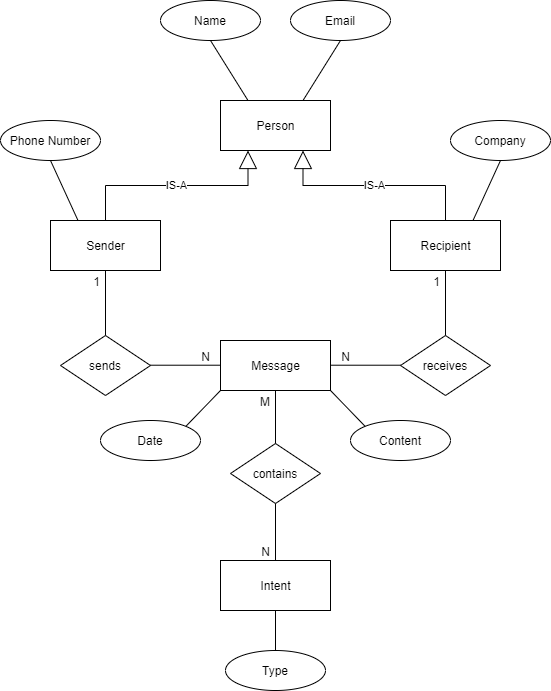 Name
Email
Person
Phone Number
Company
IS-A
IS-A
Sender
Recipient
1
1
sends
N
Message
N
receives
M
Date
Content
contains
N
Intent
Type